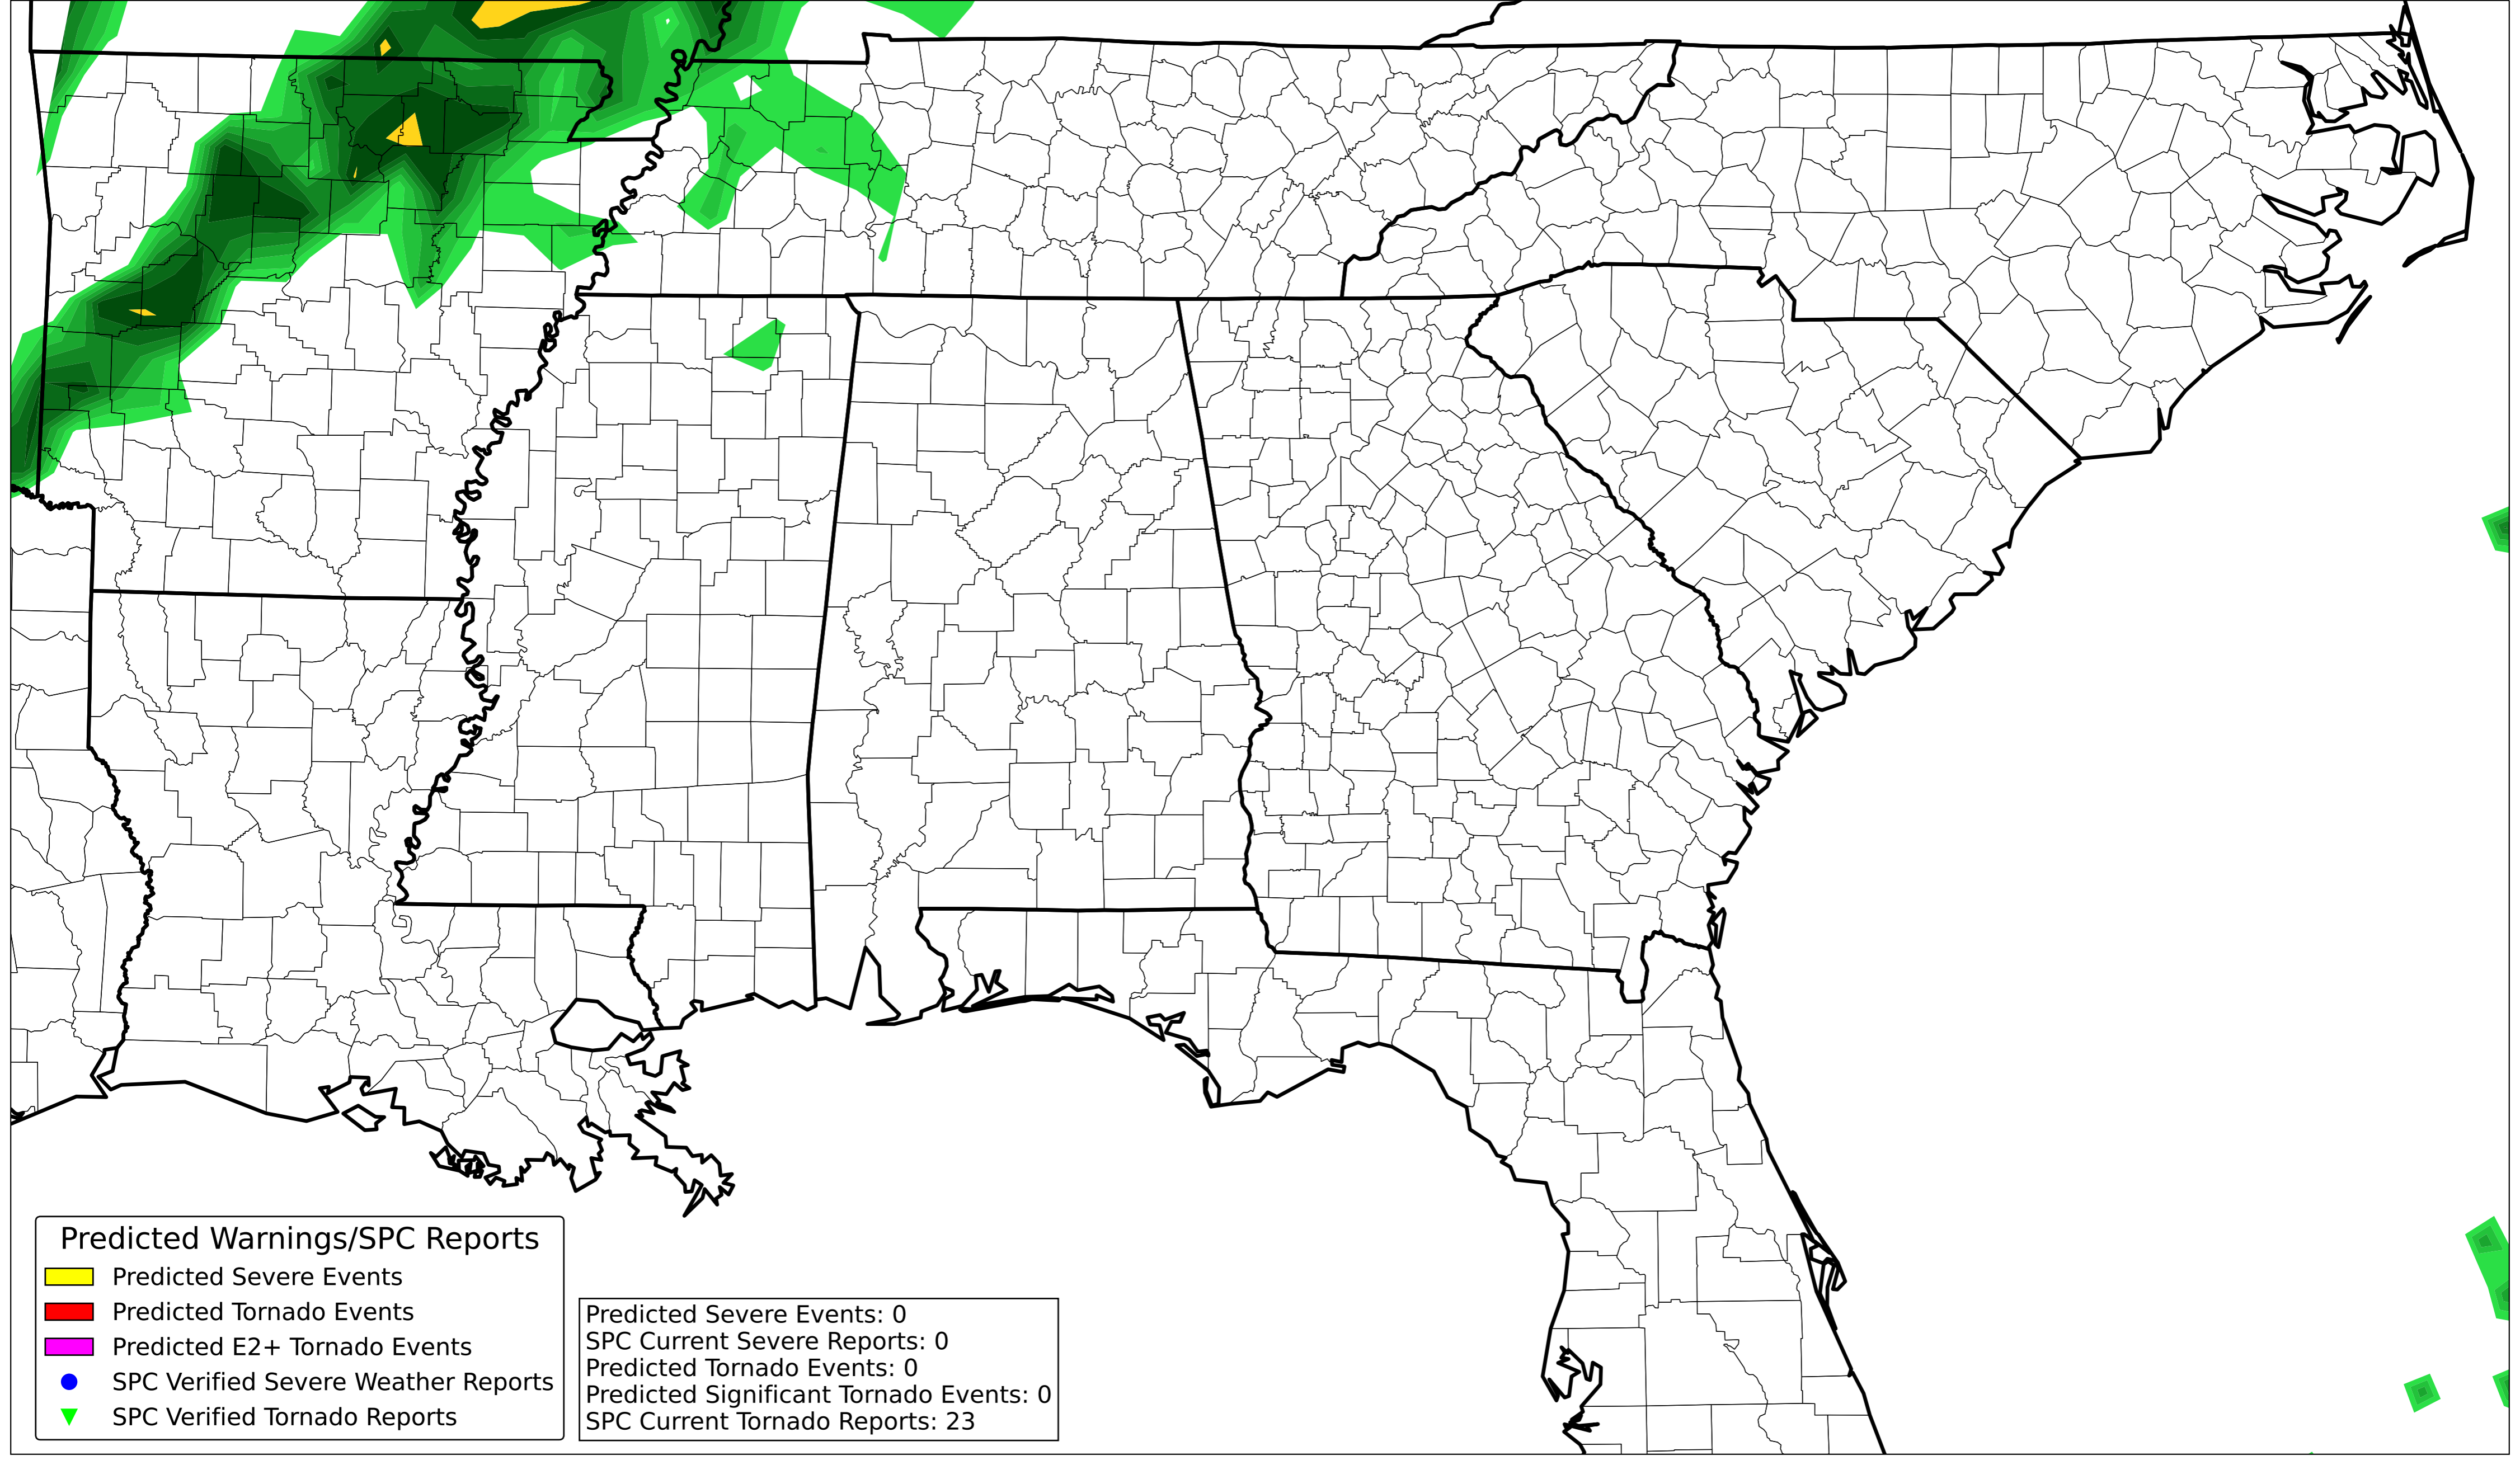 Predicted Warnings/SPC Reports
Predicted Severe Events
Predicted Tornado Events
Predicted E2+ Tornado Events
SPC Verified Severe Weather Reports
SPC Verified Tornado Reports
Predicted Severe Events: 0
SPC Current Severe Reports: 0
Predicted Tornado Events: 0
Predicted Significant Tornado Events: 0
SPC Current Tornado Reports: 23